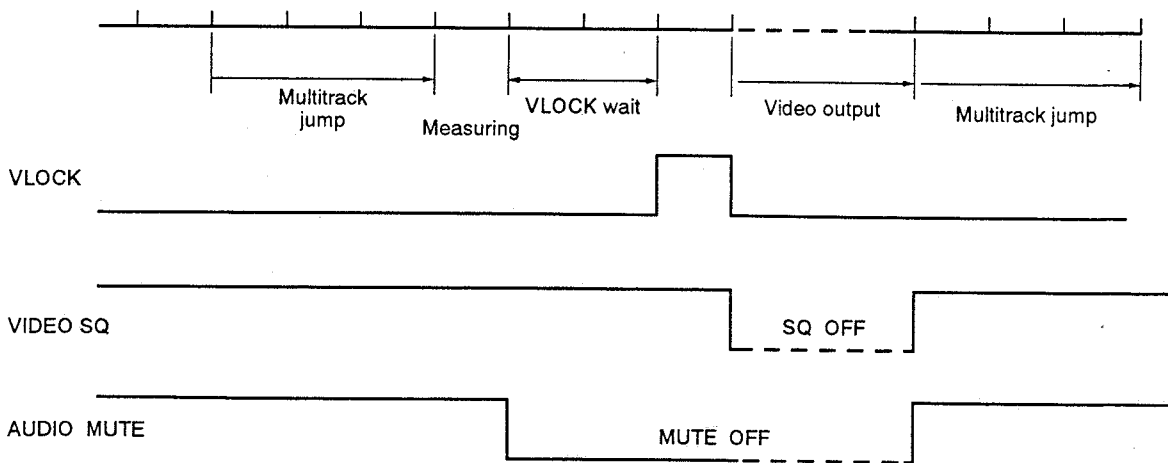 Multitrack
jump
Measuring
VLOCK wait
Video output
Multitrack jump
VLOCK
VIDEO SQ
SQ OFF
AUDIO MUTE
MUTE OFF